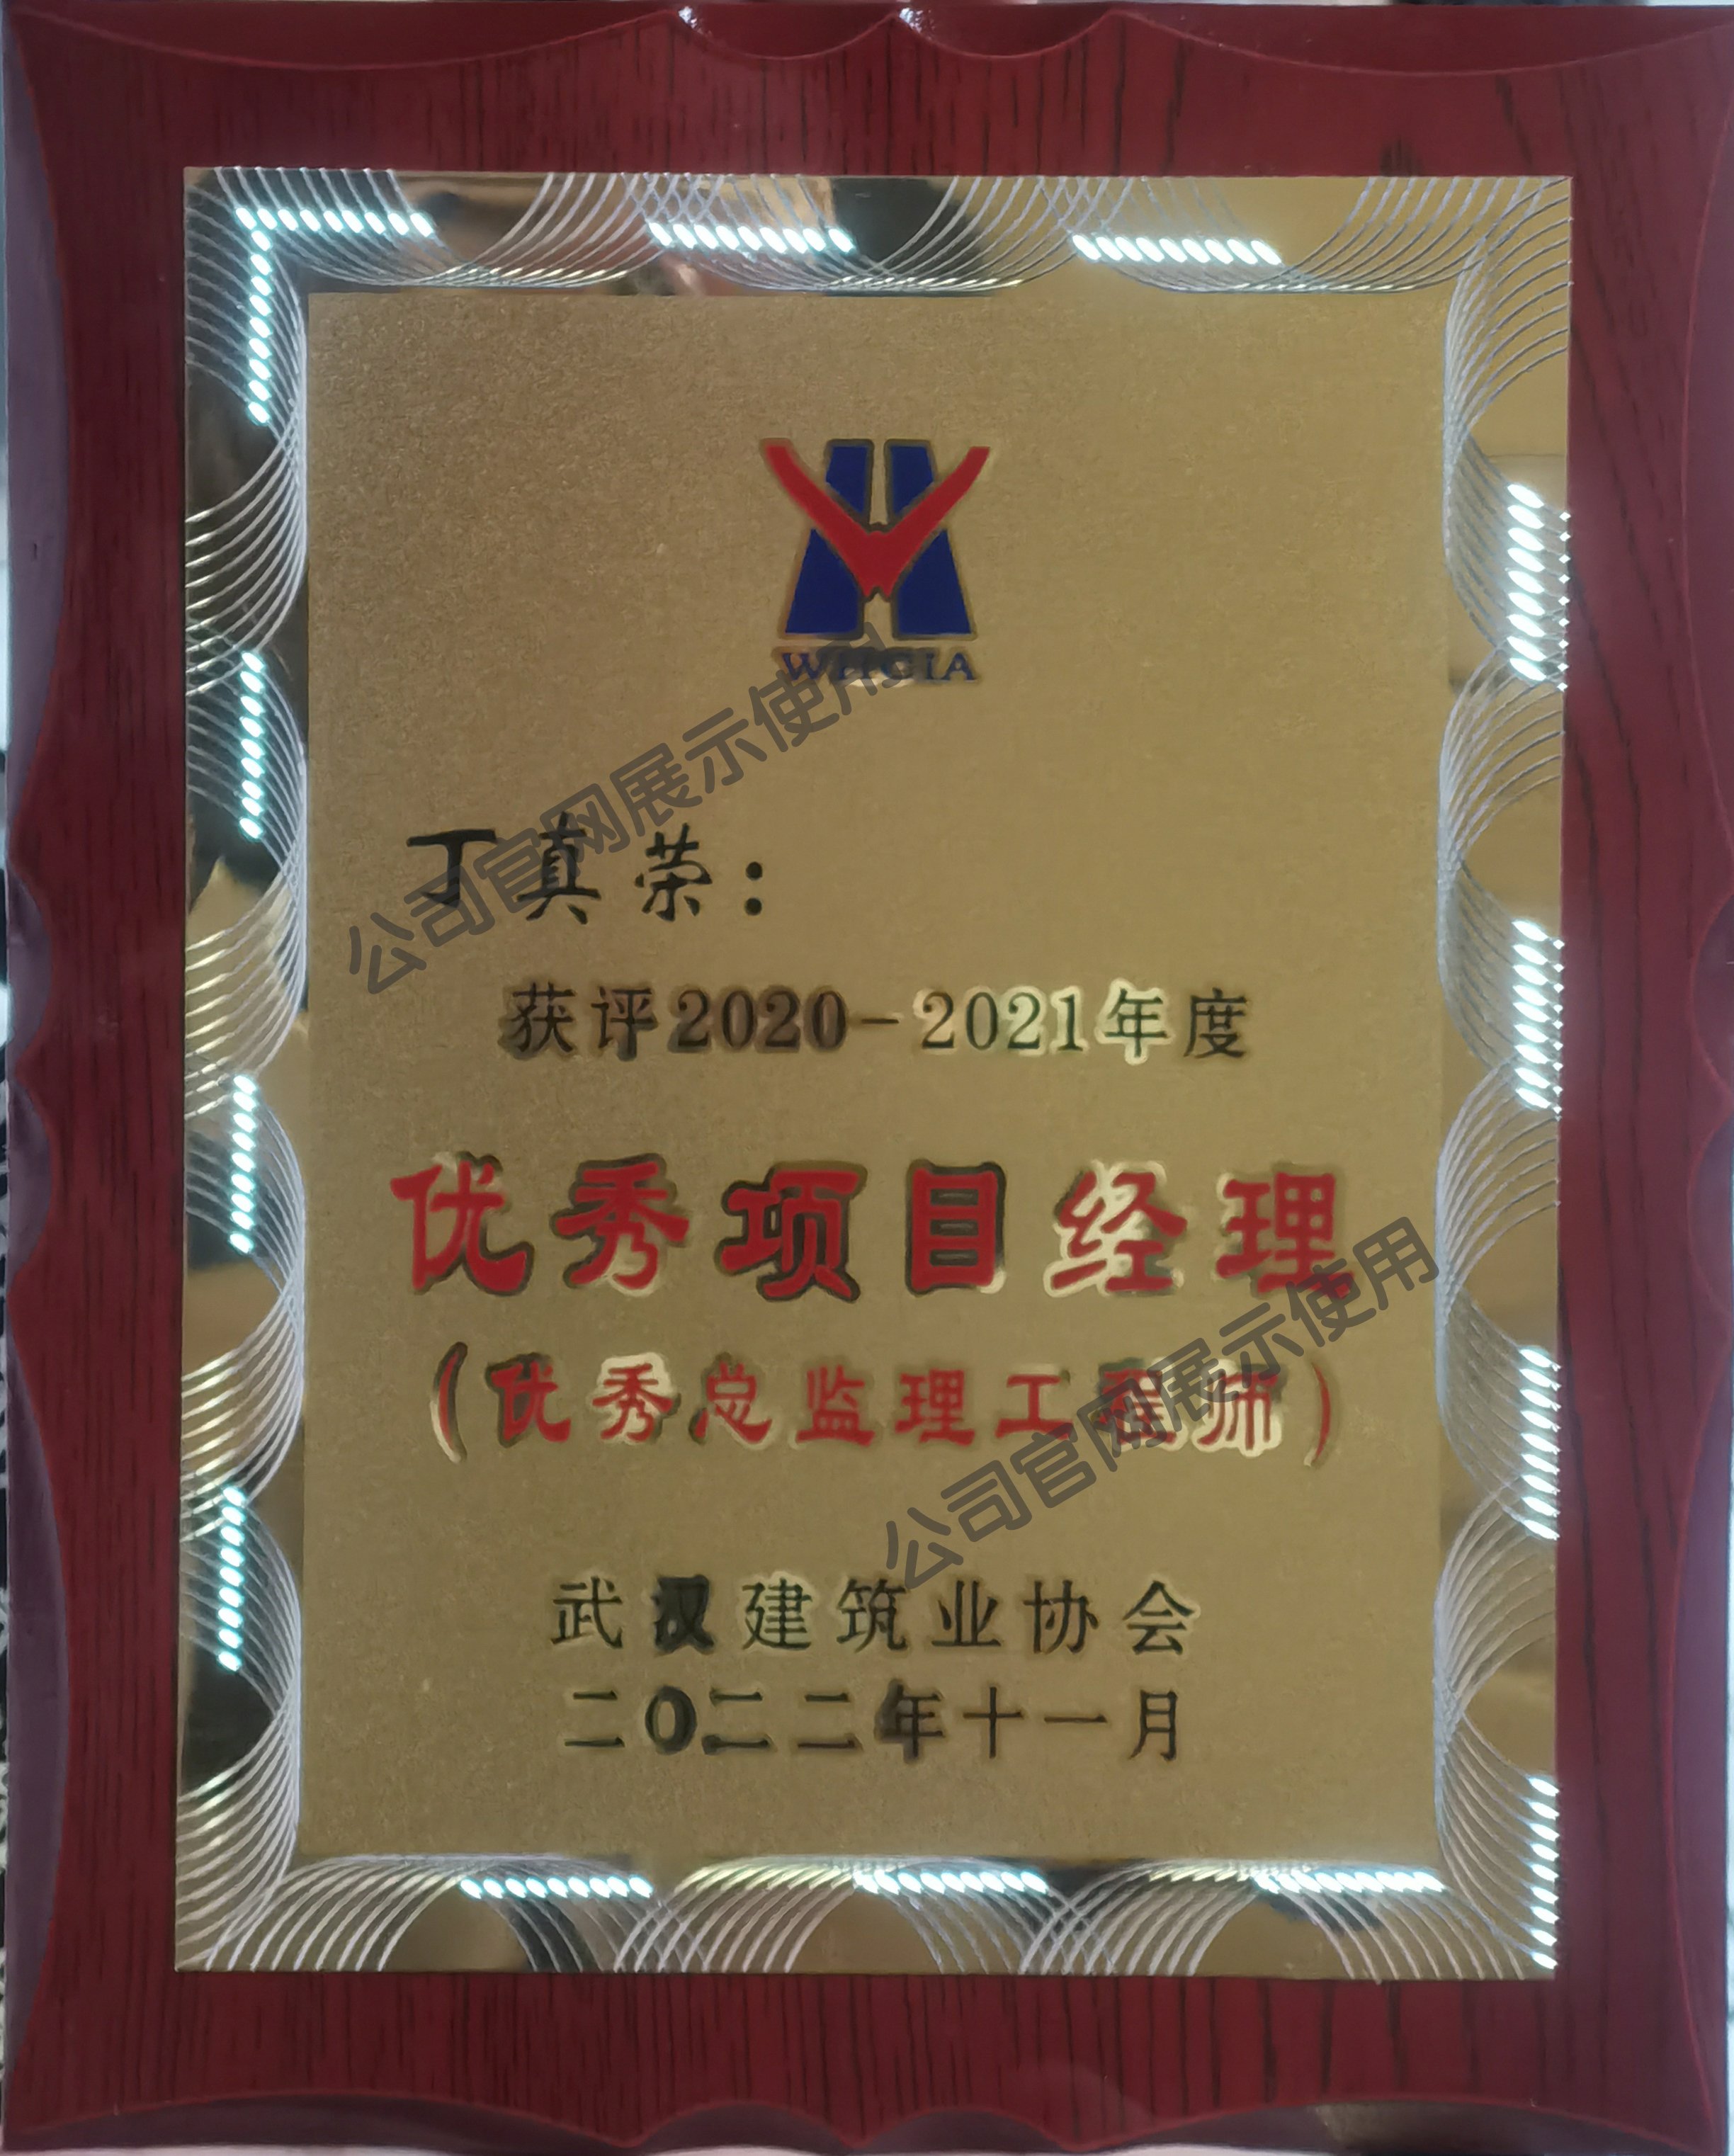 WHCIA
丁真荣：
获评2020-2021年度
优秀项目经理
（优秀总监理工程师）
武汉建筑业协会
二0二二年十一月
公司官网展示使用
公司官网展示使用